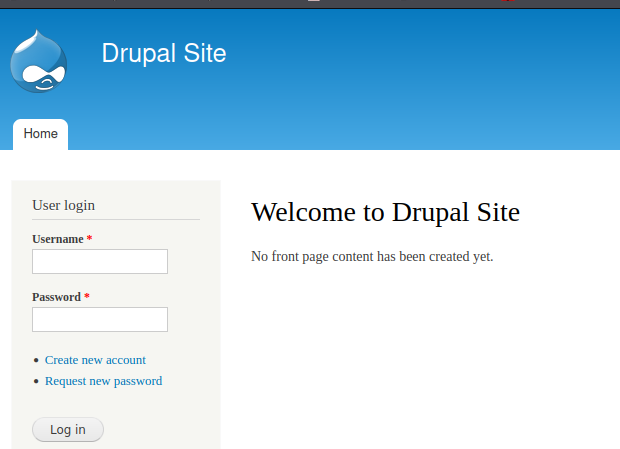 Drupal Site
Home
User login
Welcome to Drupal Site
Username *
No front page content has been created yet.
Password *
Create new account
Request new password
Log in